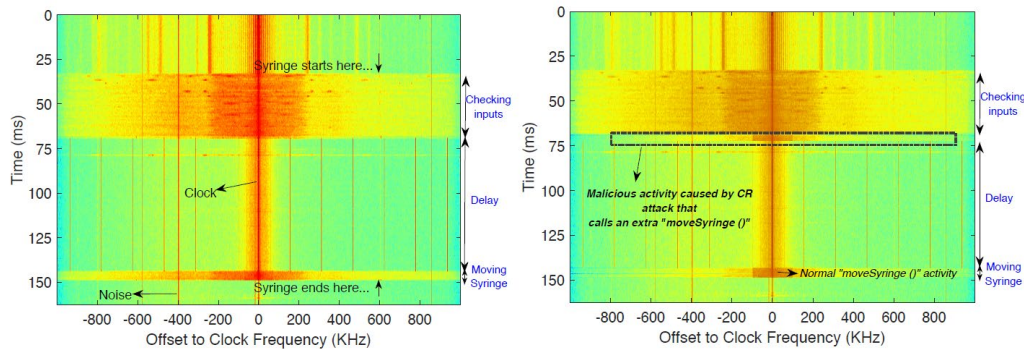 0
25
50
75
100
125
150
Time (ms)
Syringe starts here...
Clock
Noise
Syringe ends here...
Checking
inputs
Delay
Moving
Syringe
-800 -600 -400 -200 0 200 400 600 800
Offset to Clock Frequency (KHz)
0
25
50
75
100
125
150
Time (ms)
Malicious activity caused by CR
attack that
calls an extra "moveSyringe ()"
Normal "moveSyringe ()" activity
Checking
inputs
Delay
Moving
Syringe
-800 -600 -400 -200 0 200 400 600 800
Offset to Clock Frequency (KHz)